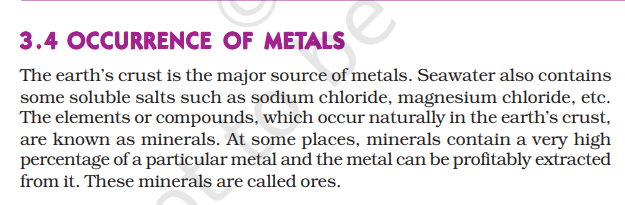 3.4 OCCURRENCE OF METALS
The earth's crust is the major source of metals. Seawater also contains
some soluble salts such as sodium chloride, magnesium chloride, etc.
The elements or compounds, which occur naturally in the earth's crust,
are known as minerals. At some places, minerals contain a very high
percentage of a particular metal and the metal can be profitably extracted
from it. These minerals are called ores.
©
not to be